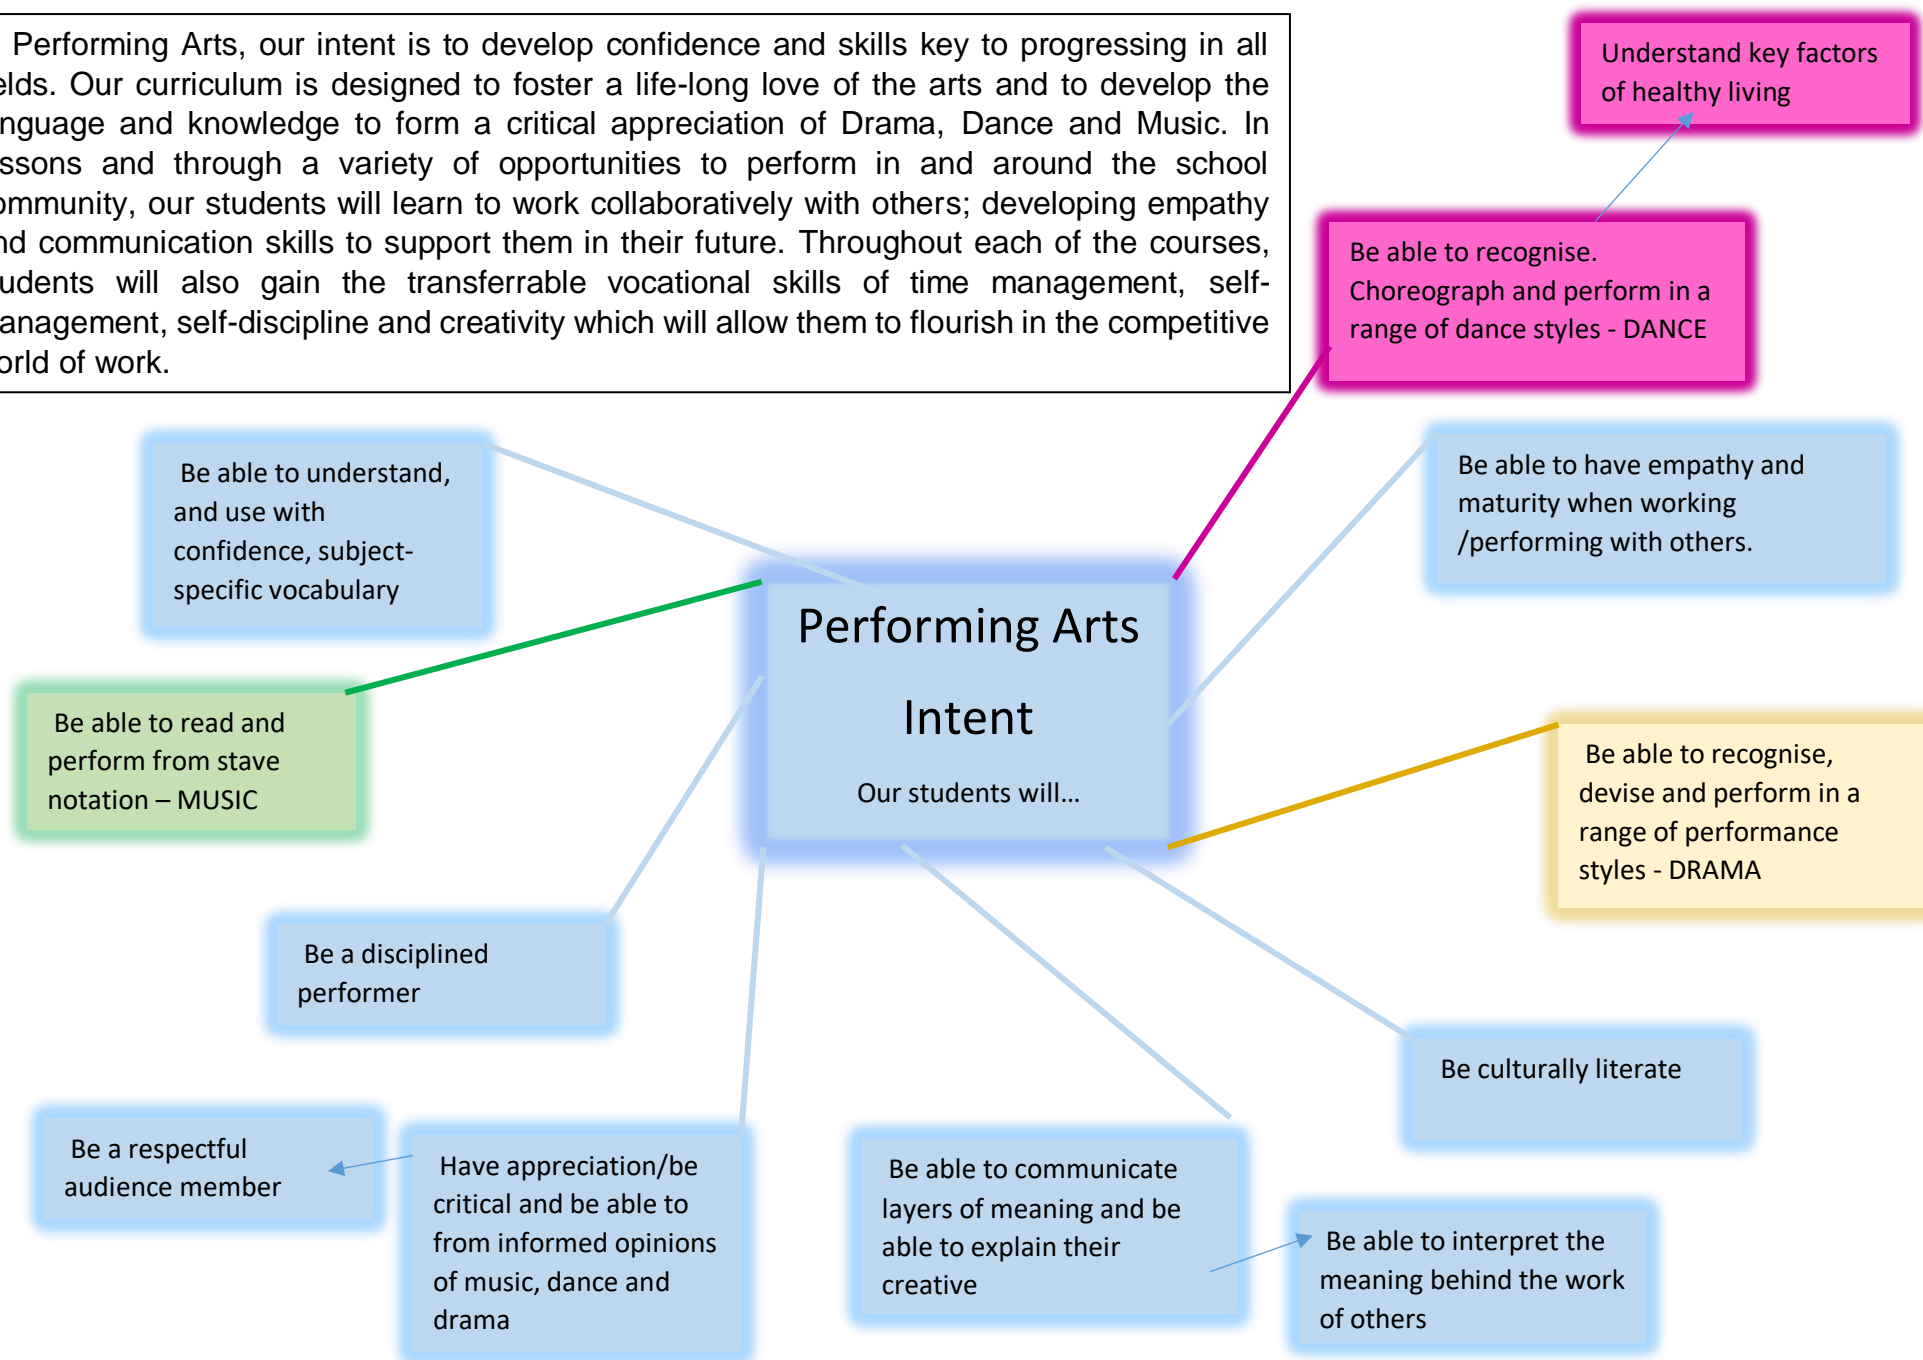 Performing Arts, our intent is to develop confidence and skills key to progressing in all
elds. Our curriculum is designed to foster a life-long love of the arts and to develop the
nguage and knowledge to form a critical appreciation of Drama, Dance and Music. In
ssons and through a variety of opportunities to perform in and around the school
ommunity, our students will learn to work collaboratively with others; developing empathy
nd communication skills to support them in their future. Throughout each of the courses,
udents will also gain the transferrable vocational skills of time management, self-
anagement, self-discipline and creativity which will allow them to flourish in the competitive
orld of work.
Understand key factors
of healthy living
Be able to recognise.
Choreograph and perform in a
range of dance styles - DANCE
Be able to understand,
and use with
confidence, subject-
specific vocabulary
Be able to have empathy and
maturity when working
/performing with others.
Performing Arts
Intent
Our students will...
Be able to read and
perform from stave
notation – MUSIC
Be able to recognise,
devise and perform in a
range of performance
styles - DRAMA
Be a disciplined
performer
Be culturally literate
Be a respectful
audience member
Have appreciation/be
critical and be able to
from informed opinions
of music, dance and
drama
Be able to communicate
layers of meaning and be
able to explain their
creative
Be able to interpret the
meaning behind the work
of others